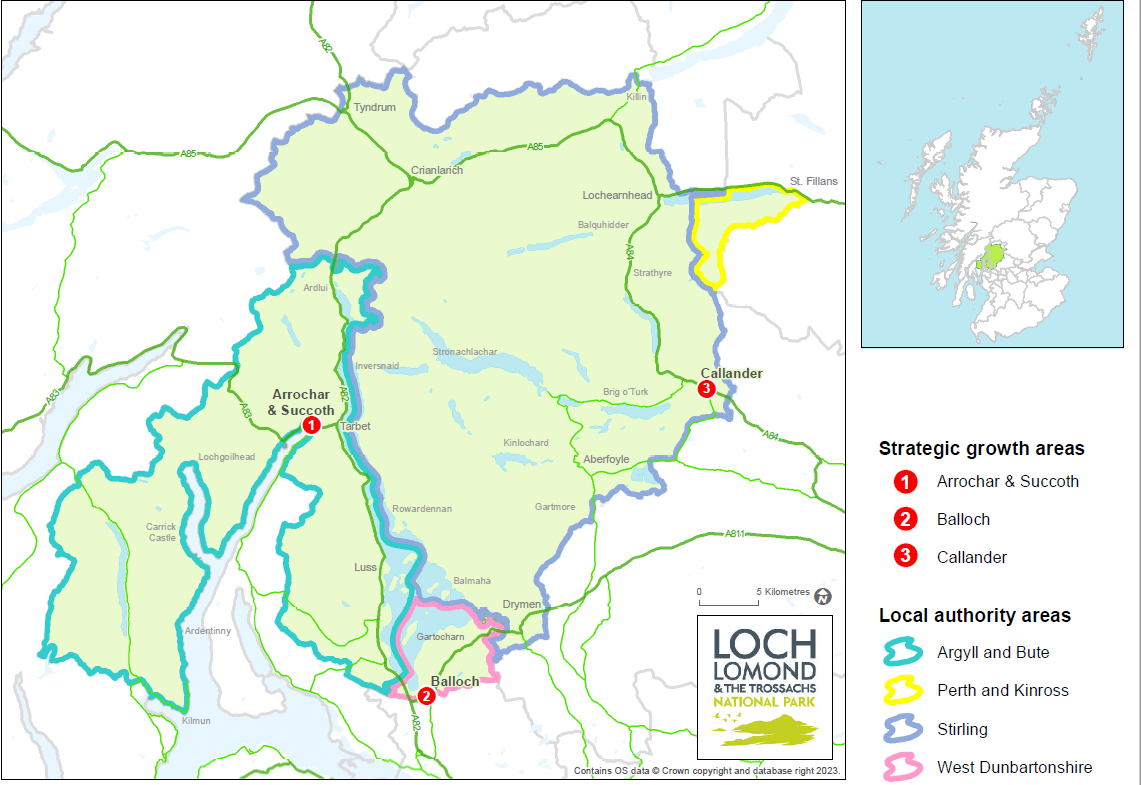 A82
Tyndrum
Killin
A85
A85
Crianlarich
St. Fillans
Lochearnhead
Balquhidder
A84
Strathyre
Ardlui
Stronachlachar
Inversnaid
Callander
3
Brig o'Turk
A83
A83
A82
Arrochar
& Succoth
1
Tarbet
A84
Kinlochard
Lochgoilhead
Aberfoyle
Rowardennan
Gartmore
Carrick
Castle
A811
Luss
Balmaha
Drymen
0 5 Kilometres
N
Ardentinny
Gartocharn
Balloch
2
Kilmun
A82
LOCH
LOMOND
& THE TROSSACHS
NATIONAL PARK
Contains OS data © Crown copyright and database right 2023.
Strategic growth areas
1 Arrochar & Succoth
2 Balloch
3 Callander
Local authority areas
Argyll and Bute
Perth and Kinross
Stirling
West Dunbartonshire